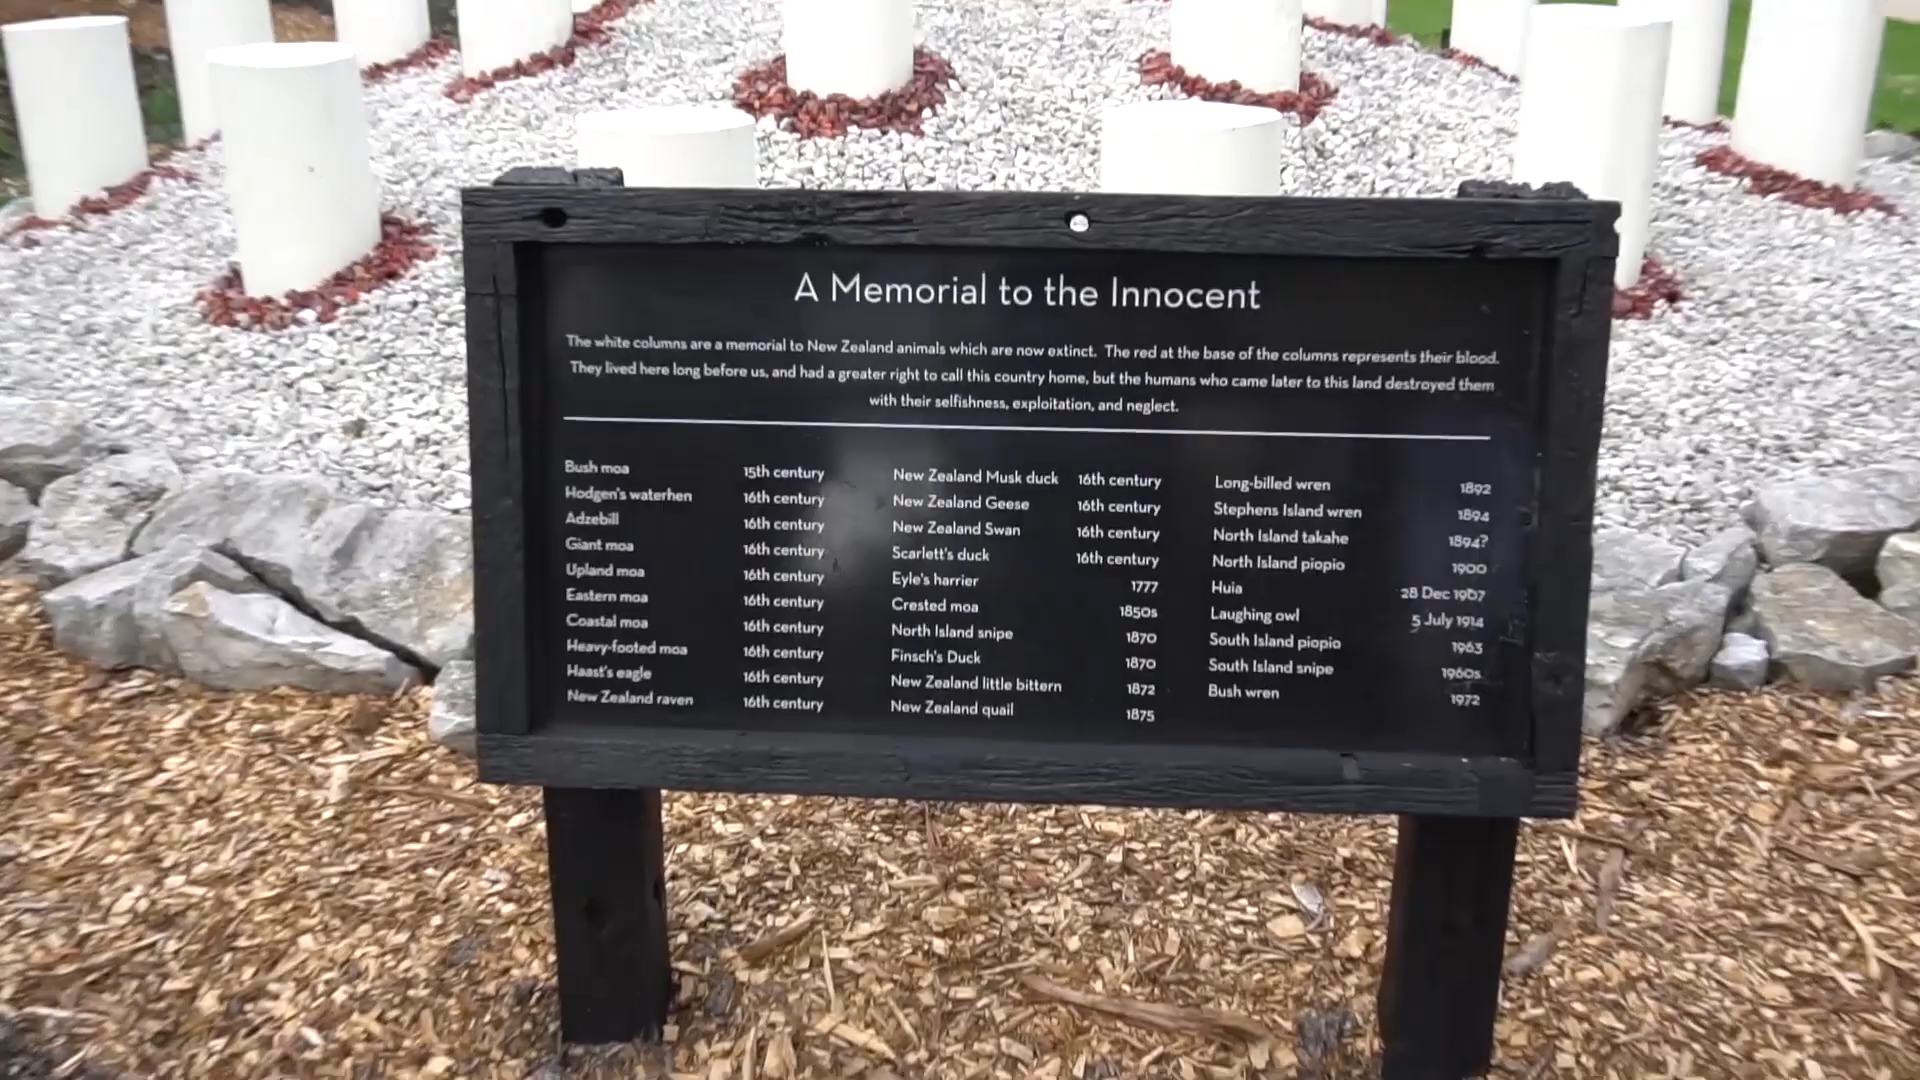 A Memorial to the Innocent
The white columns are a memorial to New Zealand animals which are now extinct. The red at the base of the columns represents their blood.
They lived here long before us, and had a greater right to call this country home, but the humans who came later to this land destroyed them
with their selfishness, exploitation, and neglect.
Bush moa 15th century
Hodgen's waterhen 16th century
Adzebill 16th century
Giant moa 16th century
Upland moa 16th century
Eastern moa 16th century
Coastal moa 16th century
Heavy-footed moa 16th century
Haast's eagle 16th century
New Zealand raven 16th century
New Zealand Musk duck 16th century
New Zealand Geese 16th century
New Zealand Swan 16th century
Scarlett's duck 16th century
Eyle's harrier 1777
Crested moa 1850s
North Island snipe 1870
Finsch's Duck 1870
New Zealand little bittern 1872
New Zealand quail 1875
Long-billed wren 1892
Stephens Island wren 1894
North Island takahe 1894?
North Island piopio 1900
Huia 28 Dec 1907
Laughing owl 5 July 1914
South Island piopio 1963
South Island snipe 1960s
Bush wren 1972